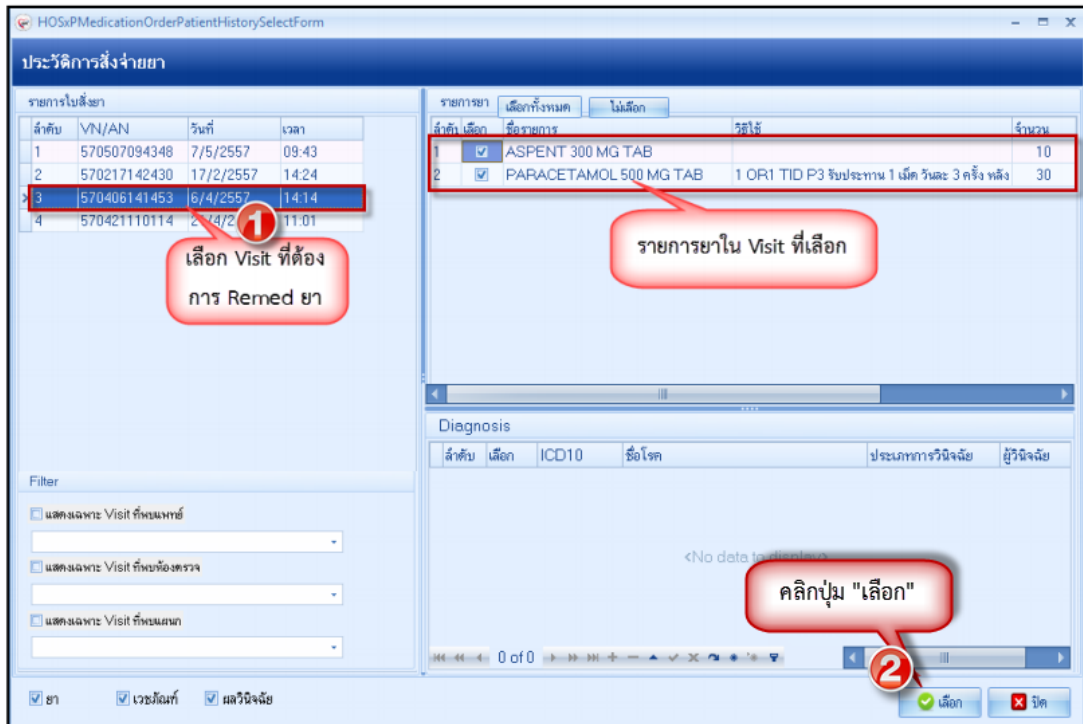 HOSxPMedicationOrderPatientHistorySelectForm
ประวัติการสั่งจ่ายยา
รายการใบสั่งยา
ลำดับ VN/AN วันที่ เวลา
1 570507094348 7/5/2557 09:43
2 570217142430 17/2/2557 14:24
3 570406141453 6/4/2557 14:14
4 570421110114 11:01
1
เลือก Visit ที่ต้อง
การ Remed ยา
Filter
แสดงเฉพาะ Visit ที่พบแพทย์
แสดงเฉพาะ Visit ที่พบห้องตรวจ
แสดงเฉพาะ Visit ที่พบแผนก
รายการยา เลือกทั้งหมด ไม่เลือก
ลำดับ เลือก ชื่อรายการ วิธีใช้ จำนวน
1 ASPENT 300 MG TAB 10
2 PARACETAMOL 500 MG TAB 1 OR1 TID P3 รับประทาน 1 เม็ด วันละ 3 ครั้ง หลัง 30
รายการยาใน Visit ที่เลือก
Diagnosis
ลำดับ เลือก ICD10 ชื่อโรค ประเภทการวินิจฉัย ผู้วินิจฉัย
<No data to display>
คลิกปุ่ม "เลือก"
0 of 0
2
ยา เวชภัณฑ์ ผลวินิจฉัย เลือก ปิด